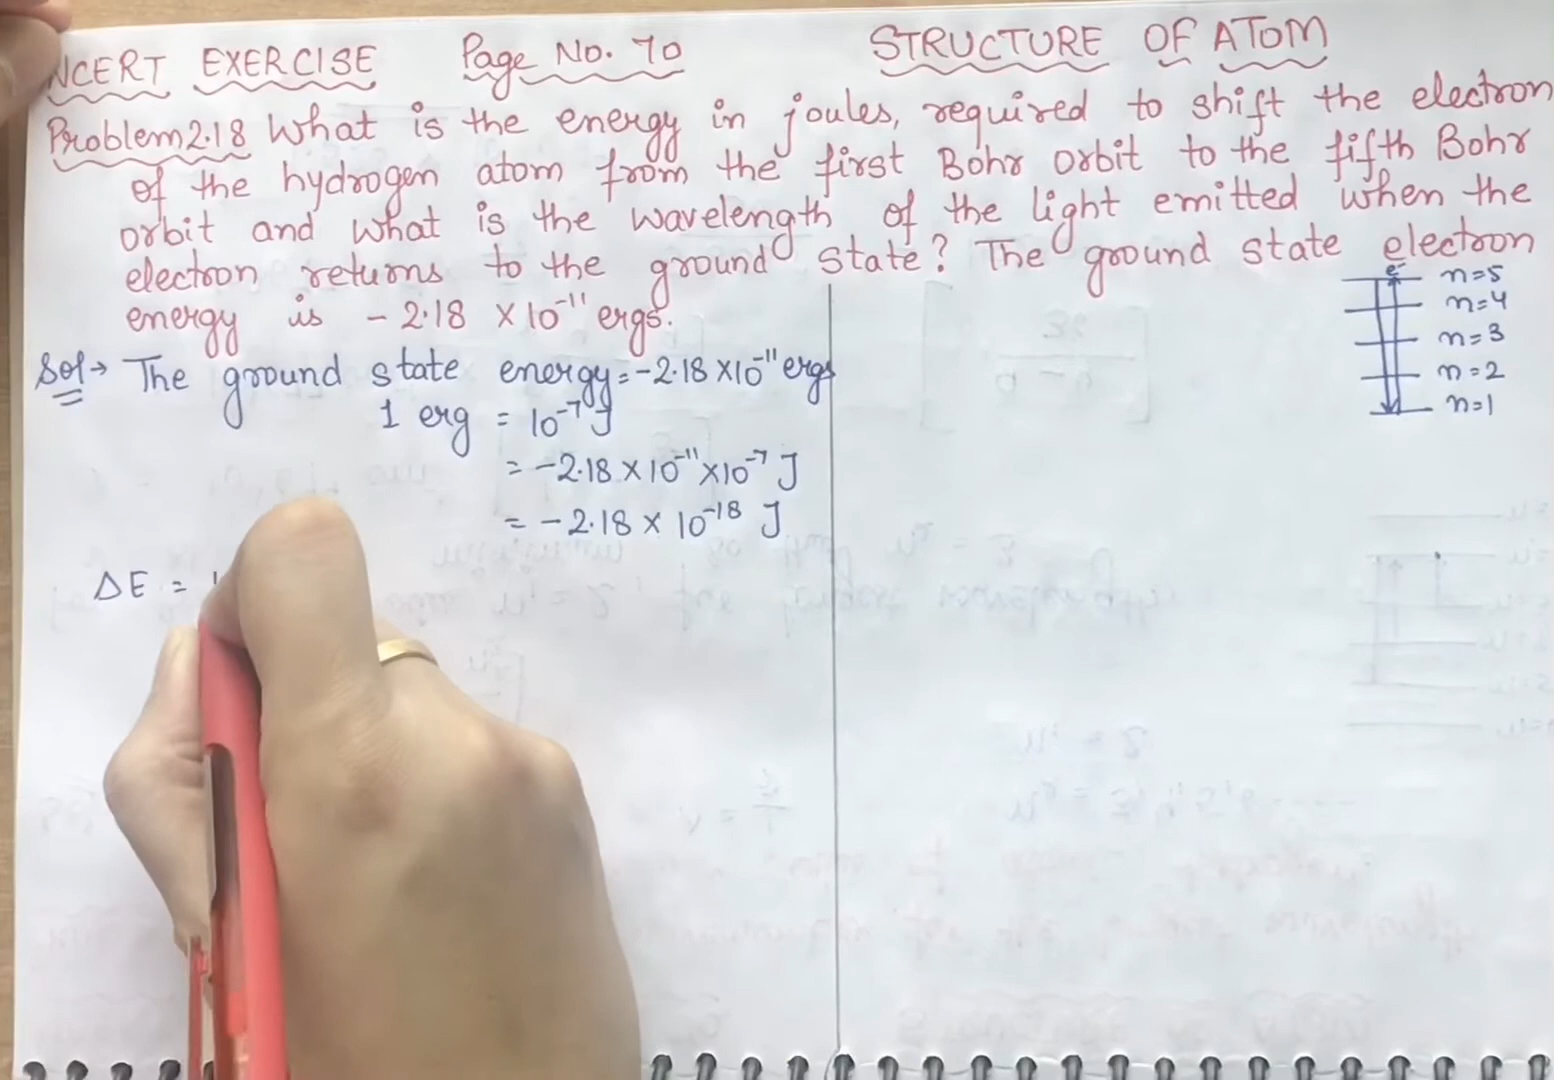 NCERT EXERCISE Page No. 70 STRUCTURE OF ATOM
Problem 2.18 What is the energy in joules, required to shift the electron
of the hydrogen atom from the first Bohr orbit to the fifth Bohr
orbit and what is the wavelength of the light emitted when the
electron returns to the ground state? The ground state electron
energy is - 2.18 × 10⁻¹¹ ergs.
e⁻ n=5
n=4
n=3
n=2
n=1
Sol→ The ground state energy = -2.18 × 10⁻¹¹ ergs
1 erg = 10⁻⁷ J
= -2.18 × 10⁻¹¹ × 10⁻⁷ J
= -2.18 × 10⁻¹⁸ J
ΔE =